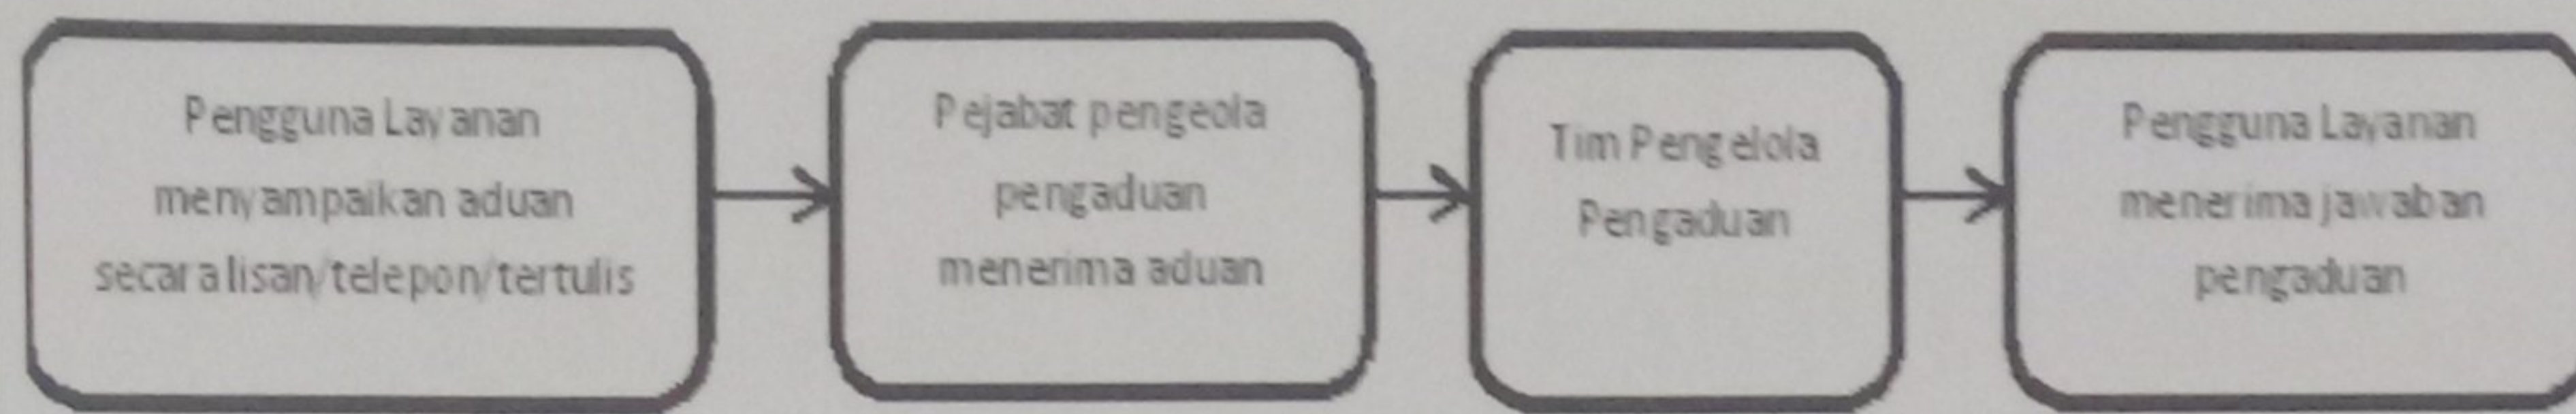 Pengguna Layanan
menyampaikan aduan
secara lisan/telepon/tertulis
Pejabat pengeola
pengaduan
menerima aduan
Tim Pengelola
Pengaduan
Pengguna Layanan
menerima jawaban
pengaduan